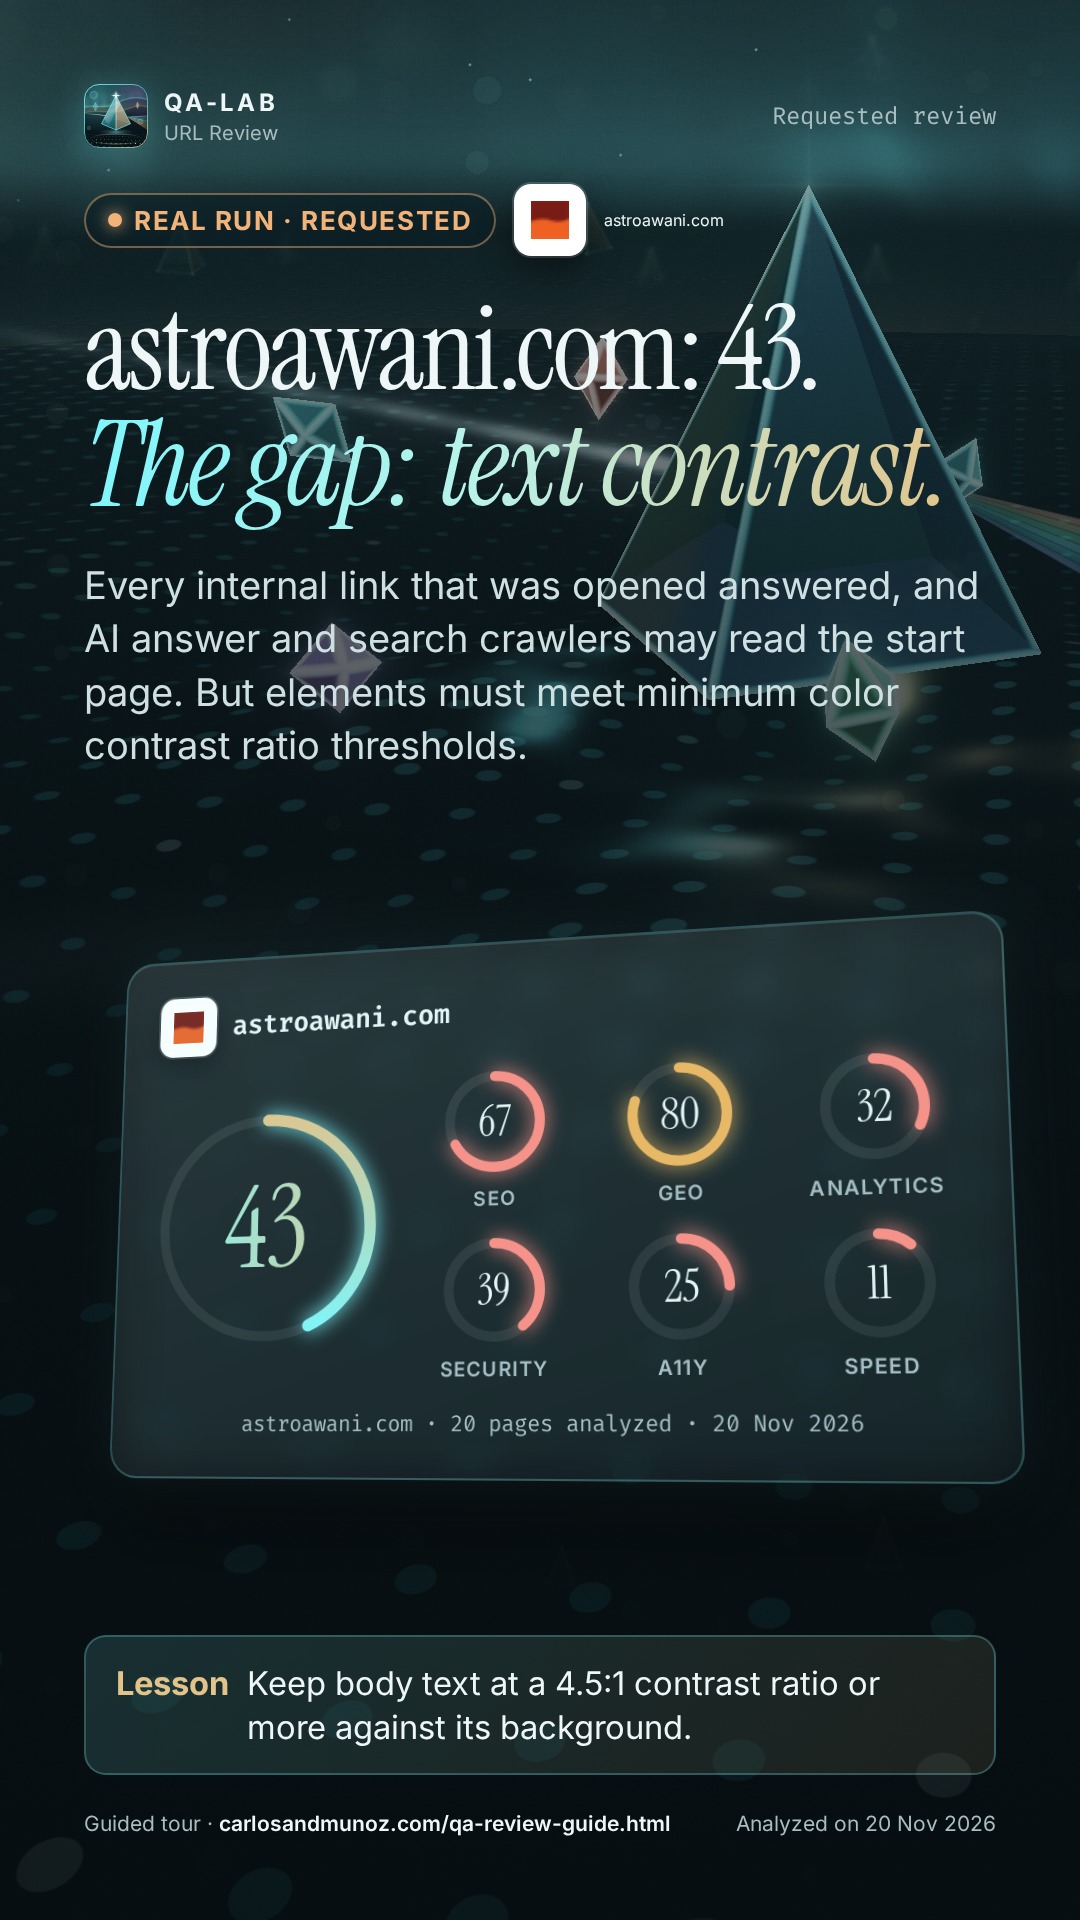 QA-LAB
URL Review
Requested review
REAL RUN · REQUESTED
astroawani.com
astroawani.com: 43.
The gap: text contrast.
Every internal link that was opened answered, and
AI answer and search crawlers may read the start
page. But elements must meet minimum color
contrast ratio thresholds.
astroawani.com
43
67
SEO
80
GEO
32
ANALYTICS
39
SECURITY
25
A11Y
11
SPEED
astroawani.com · 20 pages analyzed · 20 Nov 2026
Lesson Keep body text at a 4.5:1 contrast ratio or
more against its background.
Guided tour · carlosandmunoz.com/qa-review-guide.html
Analyzed on 20 Nov 2026